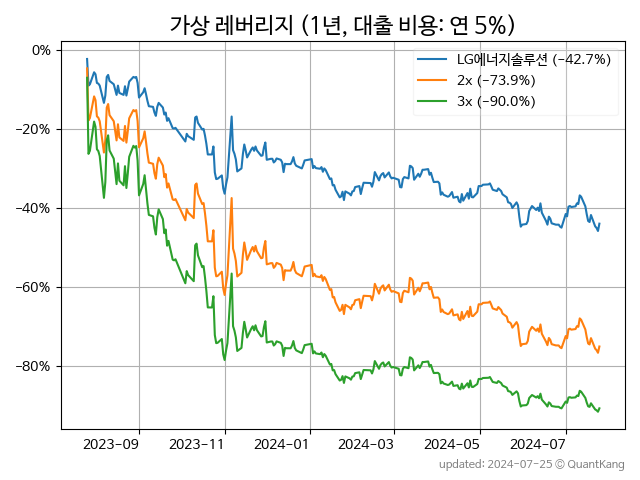 가상 레버리지 (1년, 대출 비용: 연 5%)
LG에너지솔루션 (−42.7%)
2x (−73.9%)
3x (−90.0%)
0%
−20%
−40%
−60%
−80%
2023−09 2023−11 2024−01 2024−03 2024−05 2024−07
updated: 2024-07-25 © QuantKang